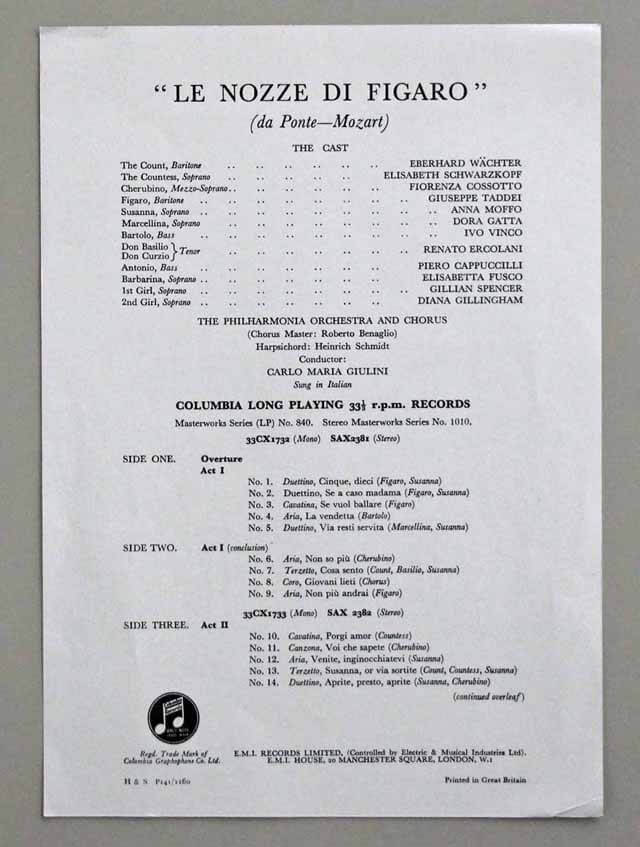 "LE NOZZE DI FIGARO"
(da Ponte—Mozart)
THE CAST
The Count, Baritone .. .. .. .. .. EBERHARD WÄCHTER
The Countess, Soprano .. .. .. .. .. ELISABETH SCHWARZKOPF
Cherubino, Mezzo-Soprano .. .. .. .. .. .. FIORENZA COSSOTTO
Figaro, Baritone .. .. .. .. .. .. .. GIUSEPPE TADDEI
Susanna, Soprano .. .. .. .. .. .. .. ANNA MOFFO
Marcellina, Soprano .. .. .. .. .. .. .. DORA GATTA
Bartolo, Bass .. .. .. .. .. .. .. IVO VINCO
Don Basilio } Tenor .. .. .. .. .. .. RENATO ERCOLANI
Don Curzio
Antonio, Bass .. .. .. .. .. .. PIERO CAPPUCCILLI
Barbarina, Soprano .. .. .. .. .. .. .. ELISABETTA FUSCO
1st Girl, Soprano .. .. .. .. .. .. .. GILLIAN SPENCER
2nd Girl, Soprano .. .. .. .. .. .. .. DIANA GILLINGHAM
THE PHILHARMONIA ORCHESTRA AND CHORUS
(Chorus Master: Roberto Benaglio)
Harpsichord: Heinrich Schmidt
Conductor:
CARLO MARIA GIULINI
Sung in Italian
COLUMBIA LONG PLAYING 33⅓ r.p.m. RECORDS
Masterworks Series (LP) No. 840. Stereo Masterworks Series No. 1010.
33CX1732 (Mono) SAX2381 (Stereo)
SIDE ONE. Overture
Act I
No. 1. Duettino, Cinque, dieci (Figaro, Susanna)
No. 2. Duettino, Se a caso madama (Figaro, Susanna)
No. 3. Cavatina, Se vuol ballare (Figaro)
No. 4. Aria, La vendetta (Bartolo)
No. 5. Duettino, Via resti servita (Marcellina, Susanna)
SIDE TWO. Act I (conclusion)
No. 6. Aria, Non so più (Cherubino)
No. 7. Terzetto, Cosa sento (Count, Basilio, Susanna)
No. 8. Coro, Giovani lieti (Chorus)
No. 9. Aria, Non più andrai (Figaro)
33CX1733 (Mono) SAX 2382 (Stereo)
SIDE THREE. Act II
No. 10. Cavatina, Porgi amor (Countess)
No. 11. Canzona, Voi che sapete (Cherubino)
No. 12. Aria, Venite, inginocchiatevi (Susanna)
No. 13. Terzetto, Susanna, or via sortite (Count, Countess, Susanna)
No. 14. Duettino, Aprite, presto, aprite (Susanna, Cherubino)
(continued overleaf)
Regd. Trade Mark of
Columbia Graphophone Co. Ltd.
E.M.I. RECORDS LIMITED, (Controlled by Electric & Musical Industries Ltd).
E.M.I. HOUSE, 20 MANCHESTER SQUARE, LONDON, W.1
H & S P141/1160
Printed in Great Britain